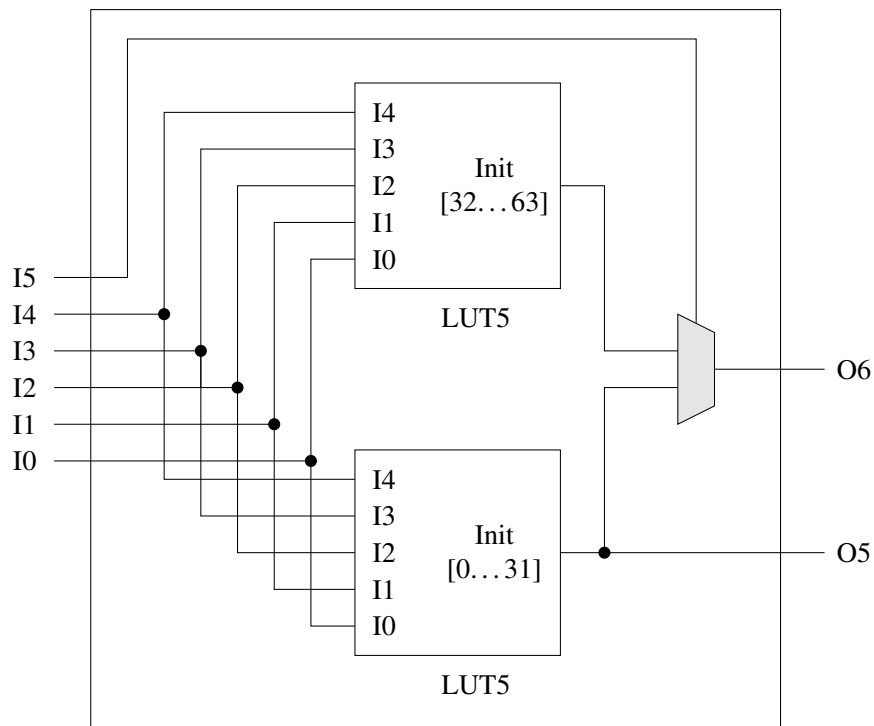 I4
I3
I2
I1
I0
Init
[32...63]
LUT5
I5
I4
I3
I2
I1
I0
O6
I4
I3
I2
I1
I0
Init
[0...31]
O5
LUT5